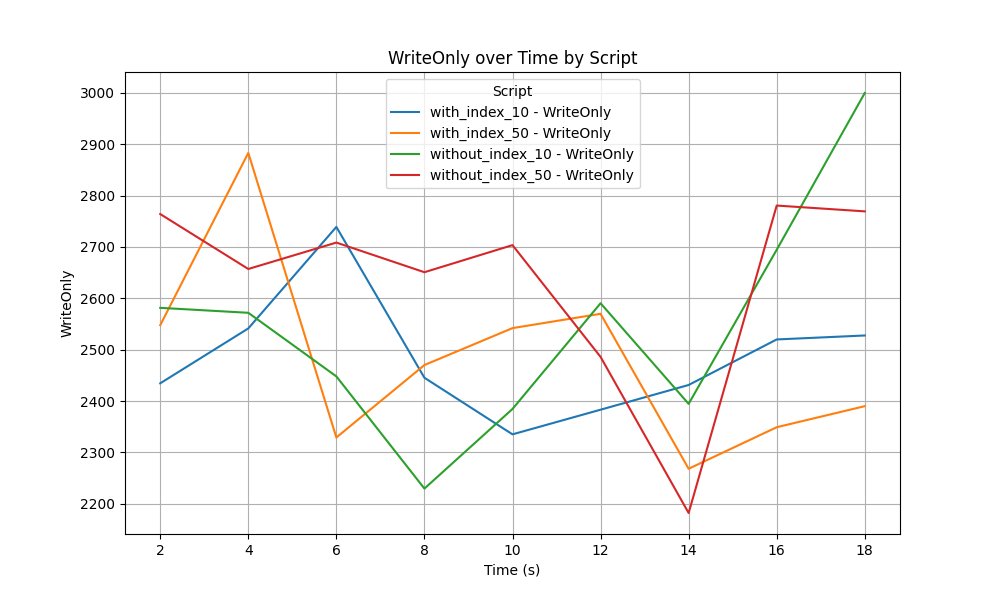 WriteOnly over Time by Script
Script
with_index_10 - WriteOnly
with_index_50 - WriteOnly
without_index_10 - WriteOnly
without_index_50 - WriteOnly
WriteOnly
3000
2900
2800
2700
2600
2500
2400
2300
2200
2 4 6 8 10 12 14 16 18
Time (s)